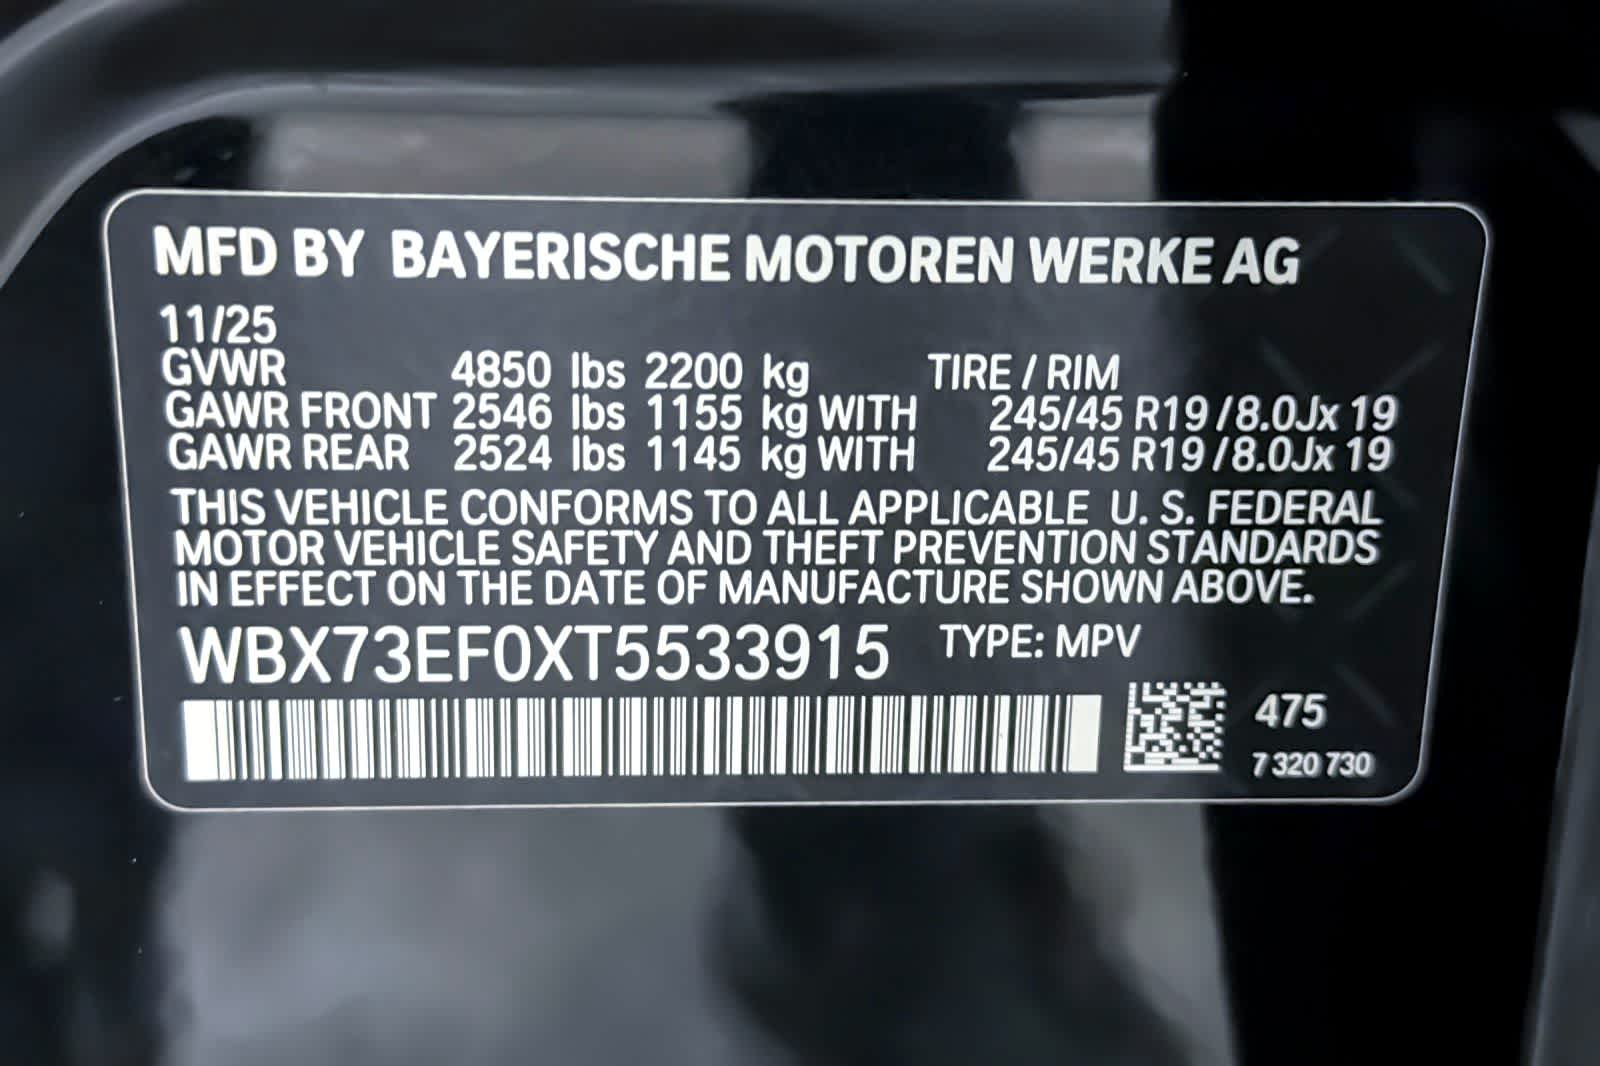 MFD BY BAYERISCHE MOTOREN WERKE AG
11/25
GVWR 4850 lbs 2200 kg TIRE / RIM
GAWR FRONT 2546 lbs 1155 kg WITH 245/45 R19 / 8.0Jx 19
GAWR REAR 2524 lbs 1145 kg WITH 245/45 R19 / 8.0Jx 19
THIS VEHICLE CONFORMS TO ALL APPLICABLE U. S. FEDERAL
MOTOR VEHICLE SAFETY AND THEFT PREVENTION STANDARDS
IN EFFECT ON THE DATE OF MANUFACTURE SHOWN ABOVE.
WBX73EF0XT5533915 TYPE: MPV
475
7 320 730